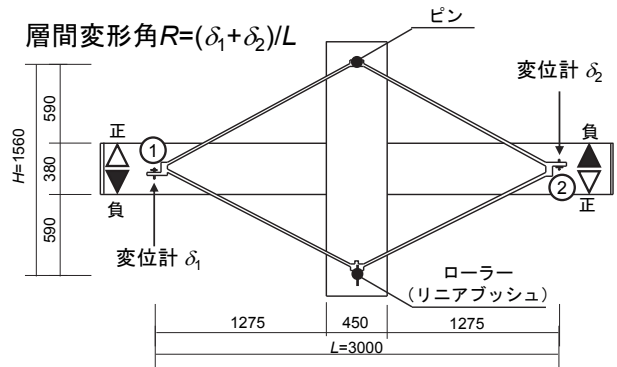 層間変形角R=(δ₁+δ₂)/L
ピン
変位計 δ₂
H=1560
590
380
590
正
負
①
変位計 δ₁
負
正
②
ローラー
（リニアブッシュ）
1275
450
1275
L=3000